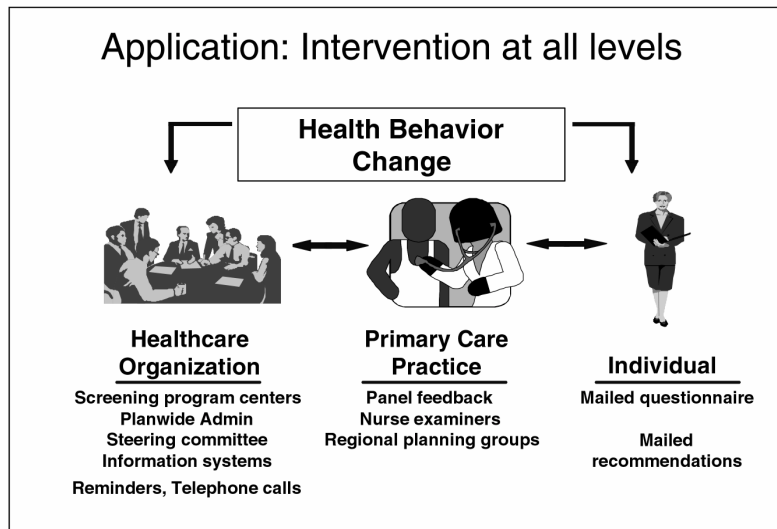 Application: Intervention at all levels
Health Behavior
Change
Healthcare
Organization
Screening program centers
Planwide Admin
Steering committee
Information systems
Reminders, Telephone calls
Primary Care
Practice
Panel feedback
Nurse examiners
Regional planning groups
Individual
Mailed questionnaire
Mailed
recommendations